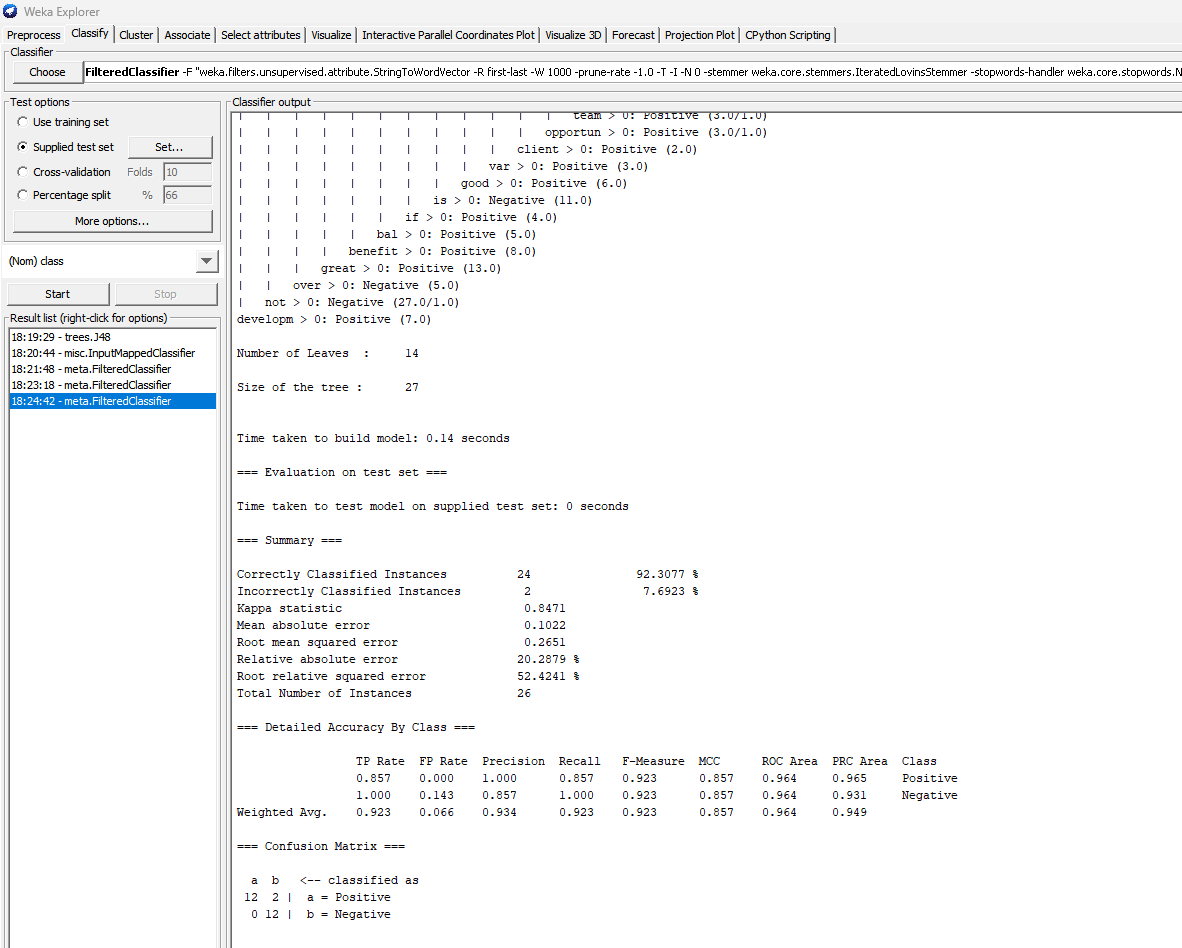 Weka Explorer
Preprocess Classify Cluster Associate Select attributes Visualize Interactive Parallel Coordinates Plot Visualize 3D Forecast Projection Plot CPython Scripting
Classifier
Choose FilteredClassifier -F "weka.filters.unsupervised.attribute.StringToWordVector -R first-last -W 1000 -prune-rate -1.0 -T -I -N 0 -stemmer weka.core.stemmers.IteratedLovinsStemmer -stopwords-handler weka.core.stopwords.N
Test options
Use training set
Supplied test set Set...
Cross-validation Folds 10
Percentage split % 66
More options...
(Nom) class
Start Stop
Result list (right-click for options)
18:19:29 - trees.J48
18:20:44 - misc.InputMappedClassifier
18:21:48 - meta.FilteredClassifier
18:23:18 - meta.FilteredClassifier
18:24:42 - meta.FilteredClassifier
Classifier output
| | | | | | | | | | | | team > 0: Positive (3.0/1.0)
| | | | | | | | | | | opportun > 0: Positive (3.0/1.0)
| | | | | | | | | | client > 0: Positive (2.0)
| | | | | | | | | var > 0: Positive (3.0)
| | | | | | | | good > 0: Positive (6.0)
| | | | | | | is > 0: Negative (11.0)
| | | | | | if > 0: Positive (4.0)
| | | | | bal > 0: Positive (5.0)
| | | | benefit > 0: Positive (8.0)
| | | great > 0: Positive (13.0)
| | over > 0: Negative (5.0)
| not > 0: Negative (27.0/1.0)
developm > 0: Positive (7.0)
Number of Leaves : 14
Size of the tree : 27
Time taken to build model: 0.14 seconds
=== Evaluation on test set ===
Time taken to test model on supplied test set: 0 seconds
=== Summary ===
Correctly Classified Instances 24 92.3077 %
Incorrectly Classified Instances 2 7.6923 %
Kappa statistic 0.8471
Mean absolute error 0.1022
Root mean squared error 0.2651
Relative absolute error 20.2879 %
Root relative squared error 52.4241 %
Total Number of Instances 26
=== Detailed Accuracy By Class ===
TP Rate FP Rate Precision Recall F-Measure MCC ROC Area PRC Area Class
0.857 0.000 1.000 0.857 0.923 0.857 0.964 0.965 Positive
1.000 0.143 0.857 1.000 0.923 0.857 0.964 0.931 Negative
Weighted Avg. 0.923 0.066 0.934 0.923 0.923 0.857 0.964 0.949
=== Confusion Matrix ===
a b <-- classified as
12 2 | a = Positive
0 12 | b = Negative